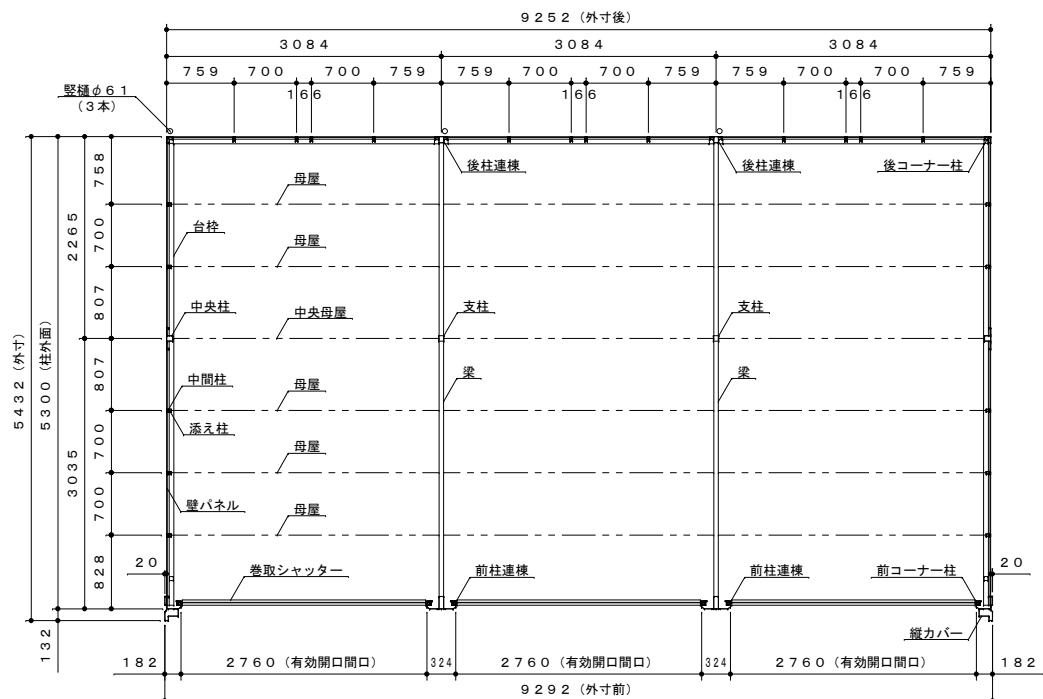 ９２５２（外寸後）
３０８４ ３０８４ ３０８４
７５９ ７００ ７００ ７５９ ７５９ ７００ ７００ ７５９ ７５９ ７００ ７００ ７５９
１６６ １６６ １６６
竪樋φ６１
（３本）
後柱連棟 後柱連棟 後コーナー柱
７５８
母屋
７００
２２６５
台枠
母屋
８０７
中央柱 中央母屋 支柱 支柱
５４３２（外寸）
５３００（柱外面）
８０７
中間柱 母屋 梁 梁
添え柱
７００
３０３５
母屋
７００
壁パネル
母屋
８２８
２０ ２０
巻取シャッター 前柱連棟 前柱連棟 前コーナー柱
縦カバー
１３２
１８２ ２７６０（有効開口間口） ３２４ ２７６０（有効開口間口） ３２４ ２７６０（有効開口間口） １８２
９２９２（外寸前）